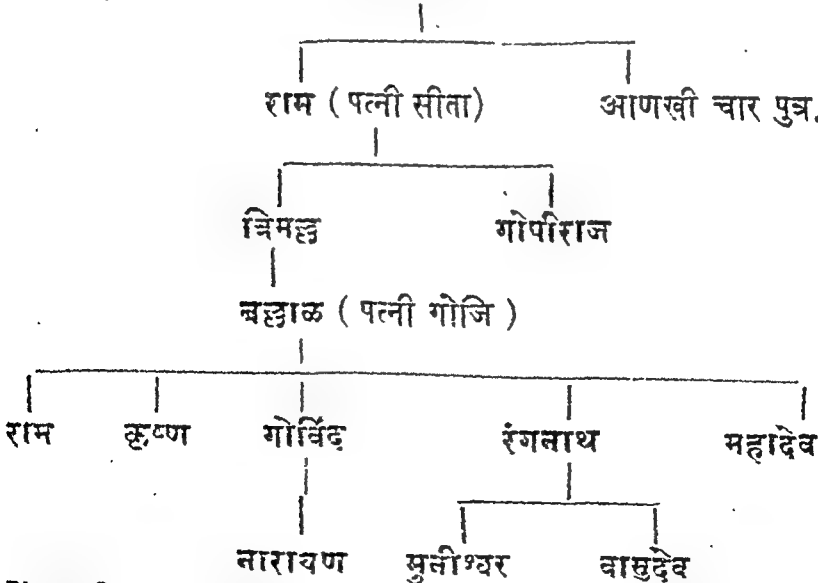 राम ( पत्नी सीता) आणखी चार पुत्र.
त्रिमल्ल गोपीराज
बल्लाळ ( पत्नी गोजि )
राम कृष्ण गोविंद रंगनाथ महादेव
नारायण मुनीश्वर वासुदेव